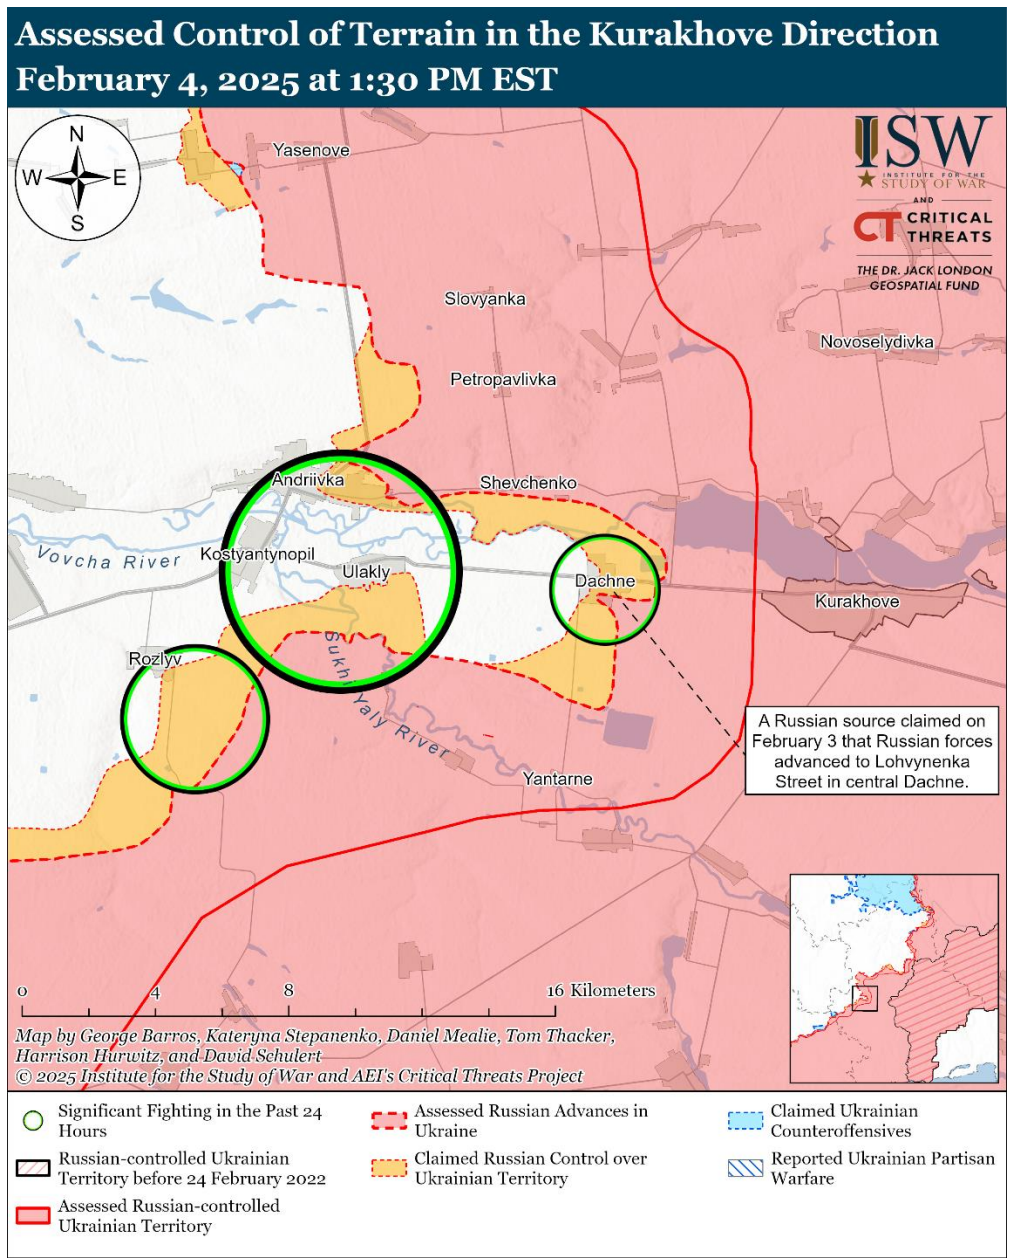 Assessed Control of Terrain in the Kurakhove Direction
February 4, 2025 at 1:30 PM EST
N
W
E
S
ISW
INSTITUTE FOR THE
STUDY OF WAR
AND
CT CRITICAL
THREATS
THE DR. JACK LONDON
GEOSPATIAL FUND
Yasenove
Slovyanka
Novoselydivka
Petropavlivka
Andriivka
Shevchenko
Kostyantynopil
Vovcha River
Ulakly
Dachne
Kurakhove
Rozlyv
Sukhi Yaly River
Yantarne
A Russian source claimed on
February 3 that Russian forces
advanced to Lohvynenka
Street in central Dachne.
0
4
8
16 Kilometers
Map by George Barros, Kateryna Stepanenko, Daniel Mealie, Tom Thacker,
Harrison Hurwitz, and David Schulert
© 2025 Institute for the Study of War and AEI's Critical Threats Project
Significant Fighting in the Past 24
Hours
Russian-controlled Ukrainian
Territory before 24 February 2022
Assessed Russian-controlled
Ukrainian Territory
Assessed Russian Advances in
Ukraine
Claimed Russian Control over
Ukrainian Territory
Claimed Ukrainian
Counteroffensives
Reported Ukrainian Partisan
Warfare